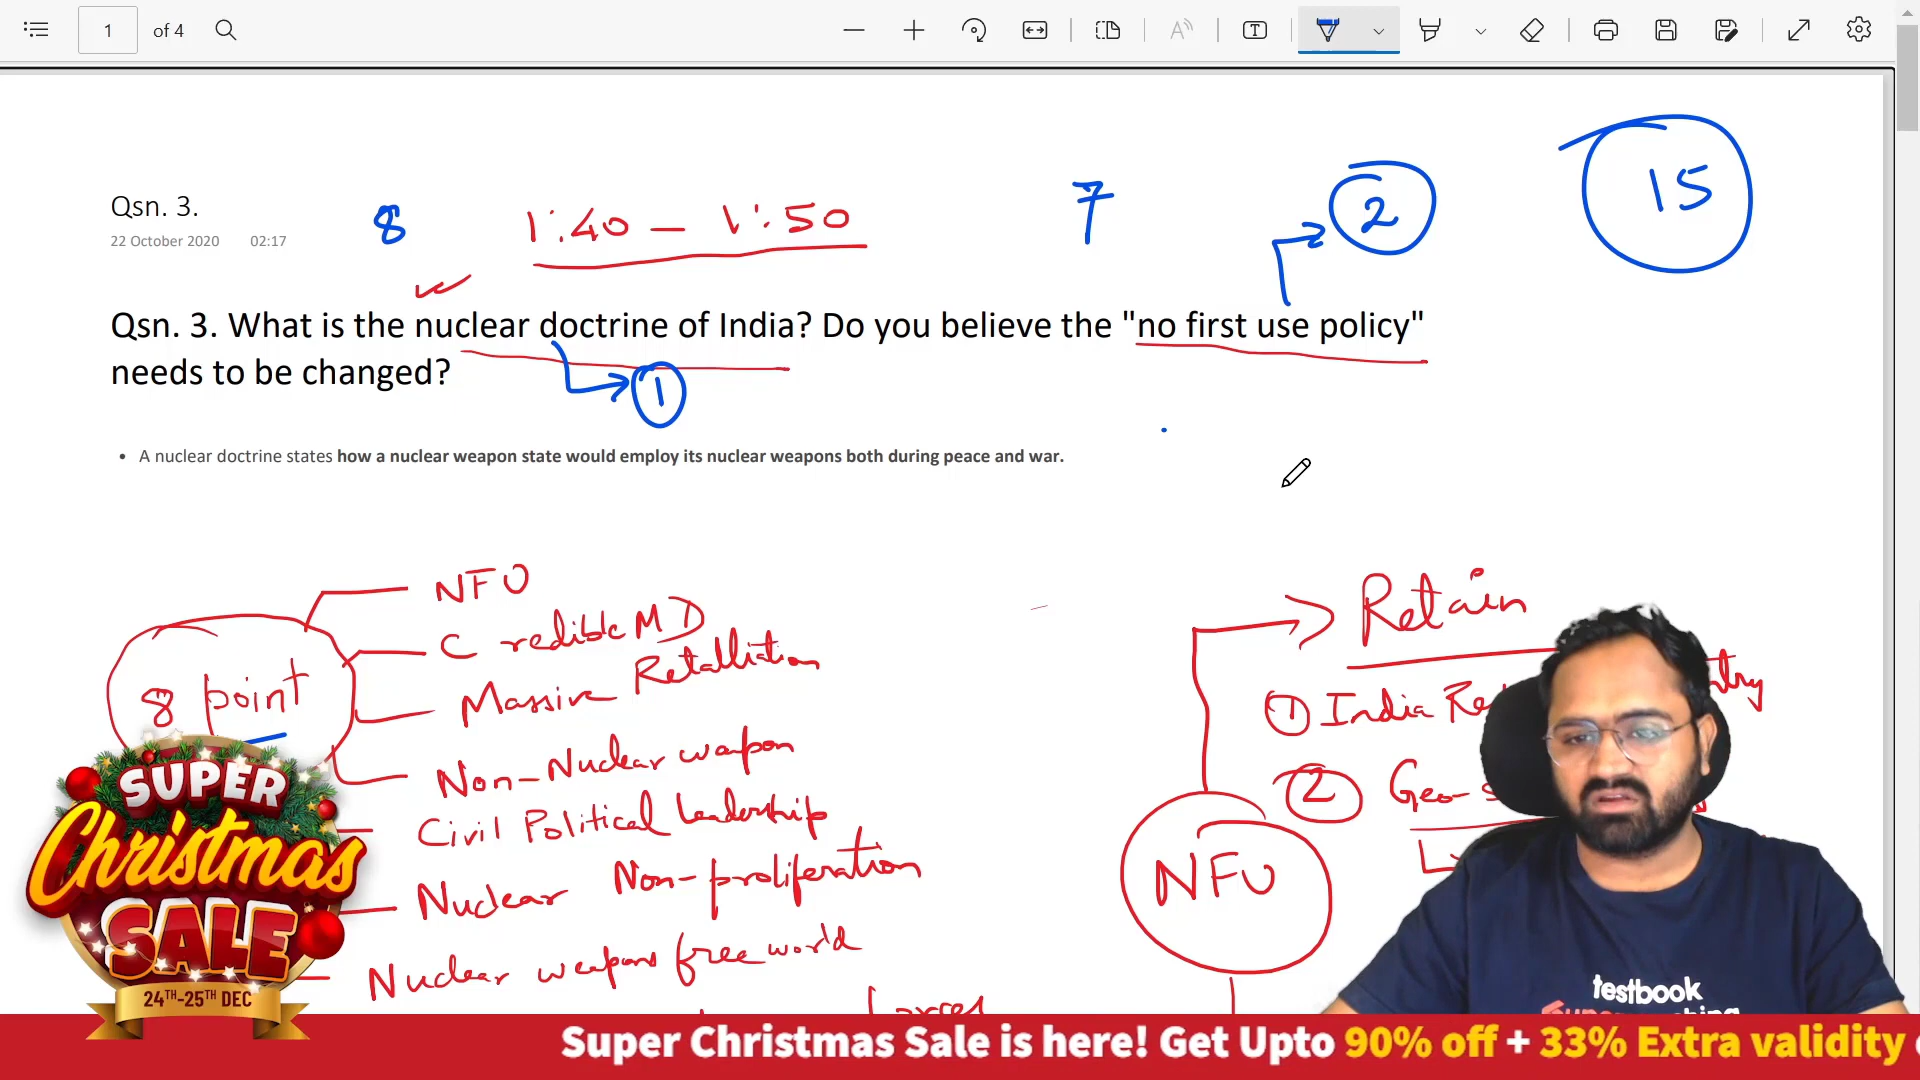 1 of 4
15
7
2
Qsn. 3.
8
1:40 - 1:50
22 October 2020 02:17
Qsn. 3. What is the nuclear doctrine of India? Do you believe the "no first use policy"
needs to be changed?
1
• A nuclear doctrine states how a nuclear weapon state would employ its nuclear weapons both during peace and war.
NFU
Credible MD
Massive Retalliation
8 point
Non-Nuclear weapon
Civil Political leadership
Nuclear Non-proliferation
Nuclear weapons free world
Retain
1 India
2 Geo-
NFU
SUPER
Christmas
SALE
24TH-25TH DEC
testbook
Super Christmas Sale is here! Get Upto 90% off + 33% Extra validity